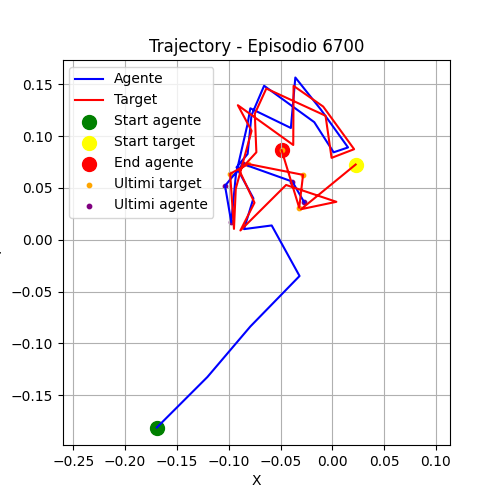 Trajectory - Episodio 6700
Agente
Target
Start agente
Start target
End agente
Ultimi target
Ultimi agente
0.15
0.10
0.05
0.00
−0.05
−0.10
−0.15
−0.25 −0.20 −0.15 −0.10 −0.05 0.00 0.05 0.10
X